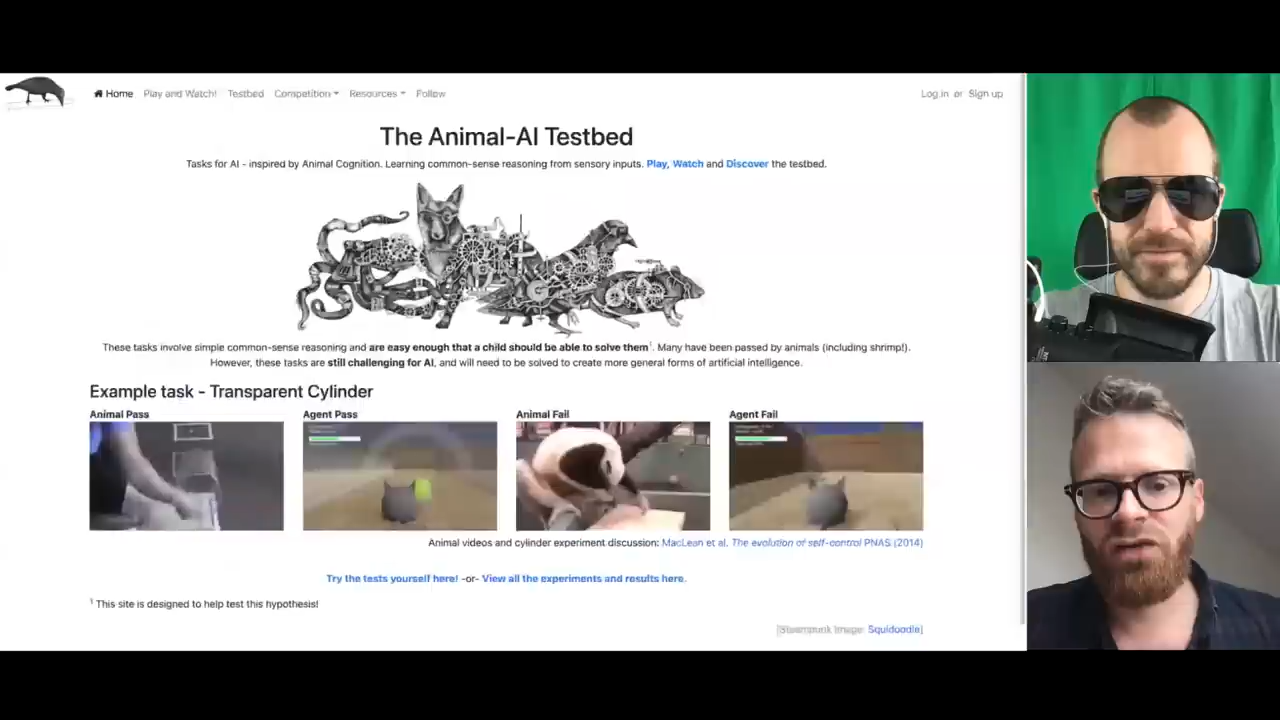 Home Play and Watch! Testbed Competition Resources Follow Log in or Sign up
The Animal-AI Testbed
Tasks for AI - inspired by Animal Cognition. Learning common-sense reasoning from sensory inputs. Play, Watch and Discover the testbed.
These tasks involve simple common-sense reasoning and are easy enough that a child should be able to solve them¹. Many have been passed by animals (including shrimp!).
However, these tasks are still challenging for AI, and will need to be solved to create more general forms of artificial intelligence.
Example task - Transparent Cylinder
Animal Pass Agent Pass Animal Fail Agent Fail
Animal videos and cylinder experiment discussion: MacLean et al. The evolution of self-control PNAS (2014)
Try the tests yourself here! -or- View all the experiments and results here.
¹ This site is designed to help test this hypothesis!
[Steampunk Image: Squidoodle]